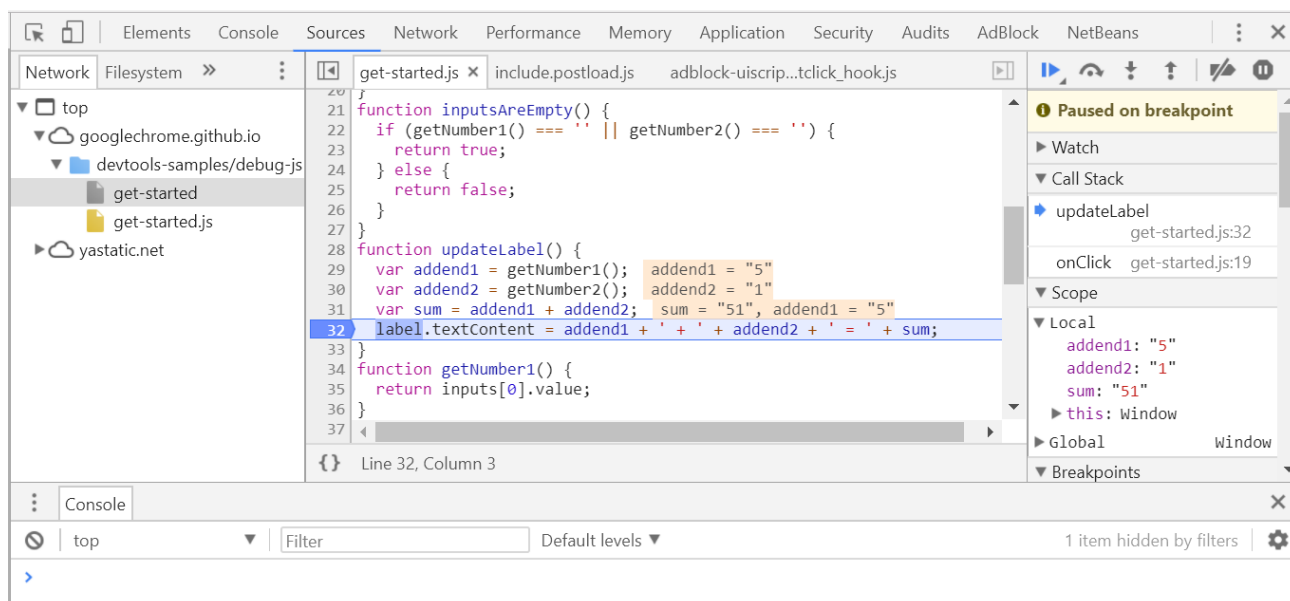 Elements Console Sources Network Performance Memory Application Security Audits AdBlock NetBeans
Network Filesystem »
top
googlechrome.github.io
devtools-samples/debug-js
get-started
get-started.js
yastatic.net
get-started.js × include.postload.js adblock-uiscrip...tclick_hook.js
20 }
21 function inputsAreEmpty() {
22 if (getNumber1() === '' || getNumber2() === '') {
23 return true;
24 } else {
25 return false;
26 }
27 }
28 function updateLabel() {
29 var addend1 = getNumber1(); addend1 = "5"
30 var addend2 = getNumber2(); addend2 = "1"
31 var sum = addend1 + addend2; sum = "51", addend1 = "5"
32 label.textContent = addend1 + ' + ' + addend2 + ' = ' + sum;
33 }
34 function getNumber1() {
35 return inputs[0].value;
36 }
37
{} Line 32, Column 3
Paused on breakpoint
Watch
Call Stack
updateLabel
get-started.js:32
onClick get-started.js:19
Scope
Local
addend1: "5"
addend2: "1"
sum: "51"
this: Window
Global Window
Breakpoints
Console
top Filter Default levels 1 item hidden by filters